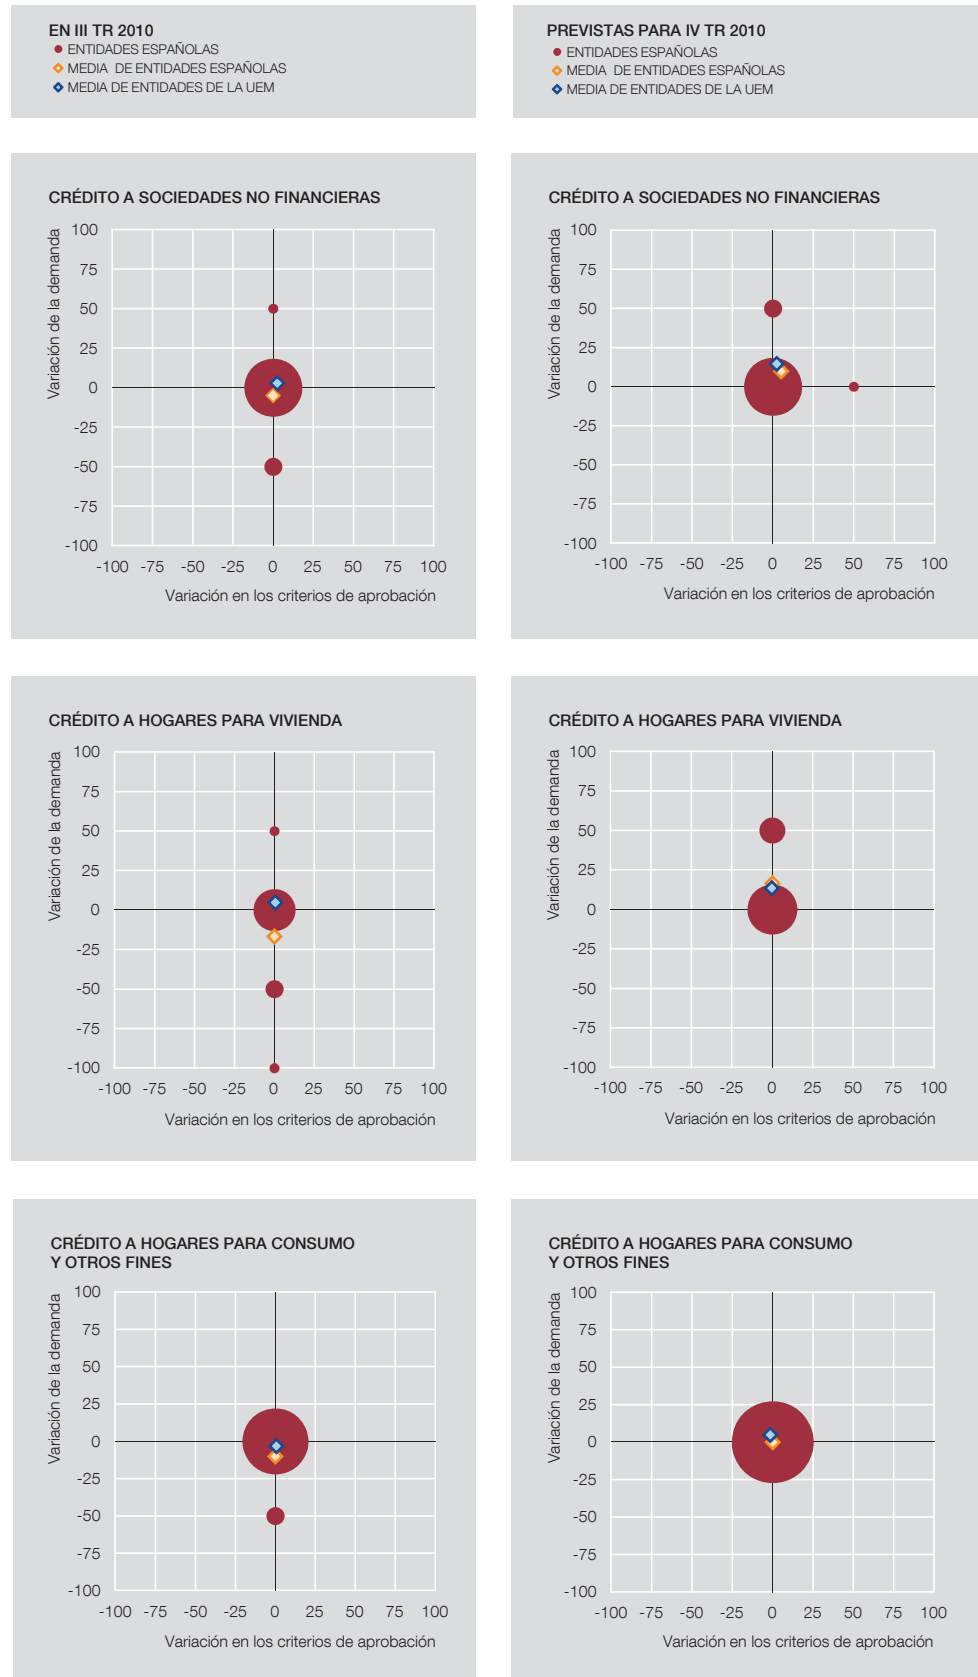 EN III TR 2010
ENTIDADES ESPAÑOLAS
MEDIA DE ENTIDADES ESPAÑOLAS
MEDIA DE ENTIDADES DE LA UEM
PREVISTAS PARA IV TR 2010
ENTIDADES ESPAÑOLAS
MEDIA DE ENTIDADES ESPAÑOLAS
MEDIA DE ENTIDADES DE LA UEM
CRÉDITO A SOCIEDADES NO FINANCIERAS
Variación de la demanda
100
75
50
25
0
-25
-50
-75
-100
-100 -75 -50 -25 0 25 50 75 100
Variación en los criterios de aprobación
CRÉDITO A SOCIEDADES NO FINANCIERAS
Variación de la demanda
100
75
50
25
0
-25
-50
-75
-100
-100 -75 -50 -25 0 25 50 75 100
Variación en los criterios de aprobación
CRÉDITO A HOGARES PARA VIVIENDA
Variación de la demanda
100
75
50
25
0
-25
-50
-75
-100
-100 -75 -50 -25 0 25 50 75 100
Variación en los criterios de aprobación
CRÉDITO A HOGARES PARA VIVIENDA
Variación de la demanda
100
75
50
25
0
-25
-50
-75
-100
-100 -75 -50 -25 0 25 50 75 100
Variación en los criterios de aprobación
CRÉDITO A HOGARES PARA CONSUMO
Y OTROS FINES
Variación de la demanda
100
75
50
25
0
-25
-50
-75
-100
-100 -75 -50 -25 0 25 50 75 100
Variación en los criterios de aprobación
CRÉDITO A HOGARES PARA CONSUMO
Y OTROS FINES
Variación de la demanda
100
75
50
25
0
-25
-50
-75
-100
-100 -75 -50 -25 0 25 50 75 100
Variación en los criterios de aprobación